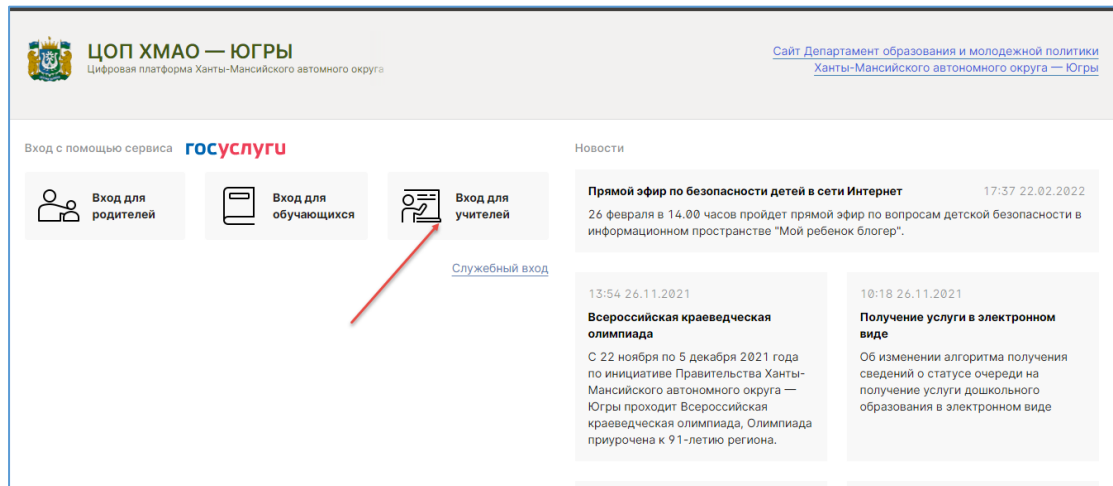 ЦОП ХМАО — ЮГРЫ
Цифровая платформа Ханты-Мансийского автомного округа
Сайт Департамент образования и молодежной политики
Ханты-Мансийского автономного округа — Югры
Вход с помощью сервиса госуслуги
Вход для
родителей
Вход для
обучающихся
Вход для
учителей
Служебный вход
Новости
Прямой эфир по безопасности детей в сети Интернет 17:37 22.02.2022
26 февраля в 14.00 часов пройдет прямой эфир по вопросам детской безопасности в
информационном пространстве "Мой ребенок блогер".
13:54 26.11.2021
Всероссийская краеведческая
олимпиада
С 22 ноября по 5 декабря 2021 года
по инициативе Правительства Ханты-
Мансийского автономного округа —
Югры проходит Всероссийская
краеведческая олимпиада, Олимпиада
приурочена к 91-летию региона.
10:18 26.11.2021
Получение услуги в электронном
виде
Об изменении алгоритма получения
сведений о статусе очереди на
получение услуги дошкольного
образования в электронном виде